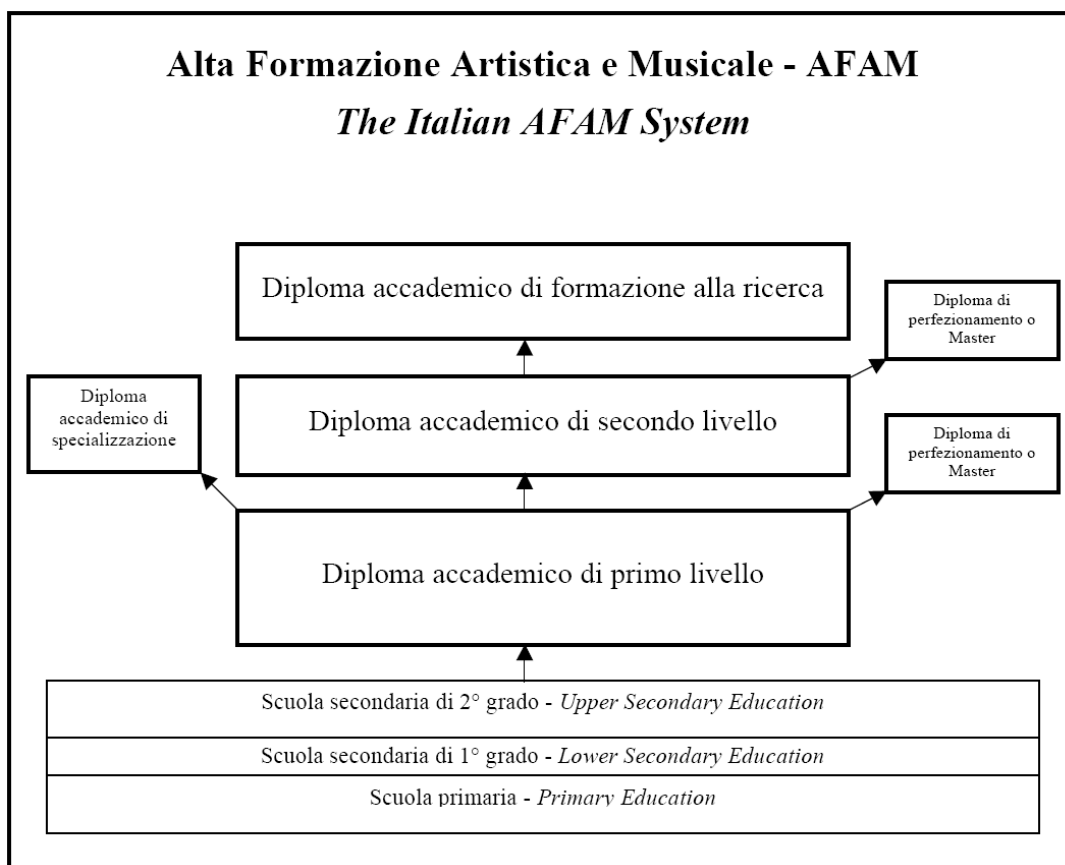 Alta Formazione Artistica e Musicale - AFAM
The Italian AFAM System
Diploma accademico di formazione alla ricerca
Diploma di
perfezionamento o
Master
Diploma
accademico di
specializzazione
Diploma accademico di secondo livello
Diploma di
perfezionamento o
Master
Diploma accademico di primo livello
Scuola secondaria di 2° grado - Upper Secondary Education
Scuola secondaria di 1° grado - Lower Secondary Education
Scuola primaria - Primary Education